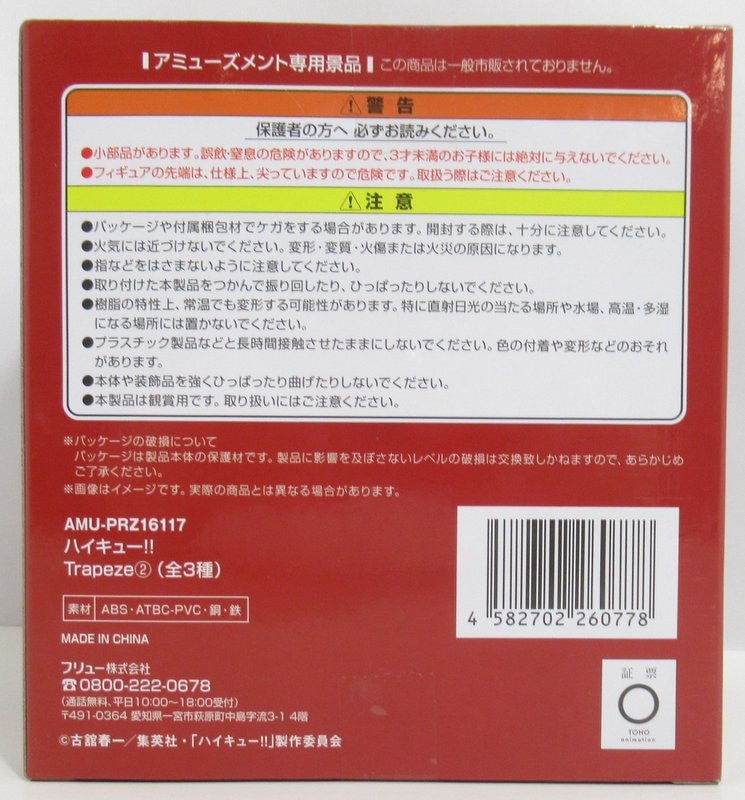 アミューズメント専用景品 この商品は一般市販されておりません。
⚠警告
保護者の方へ 必ずお読みください。
●小部品があります。誤飲・窒息の危険がありますので、3才未満のお子様には絶対に与えないでください。
●フィギュアの先端は、仕様上、尖っていますので危険です。取扱う際はご注意ください。
⚠注意
●パッケージや付属梱包材でケガをする場合があります。開封する際は、十分に注意してください。
●火気には近づけないでください。変形・変質・火傷または火災の原因になります。
●指などをはさまないように注意してください。
●取り付けた本製品をつかんで振り回したり、ひっぱったりしないでください。
●樹脂の特性上、常温でも変形する可能性があります。特に直射日光の当たる場所や水場、高温・多湿
になる場所には置かないでください。
●プラスチック製品などと長時間接触させたままにしないでください。色の付着や変形などのおそれ
があります。
●本体や装飾品を強くひっぱったり曲げたりしないでください。
●本製品は観賞用です。取り扱いにはご注意ください。
※パッケージの破損について
パッケージは製品本体の保護材です。製品に影響を及ぼさないレベルの破損は交換致しかねますので、あらかじめ
ご了承ください。
※画像はイメージです。実際の商品とは異なる場合があります。
AMU-PRZ16117
ハイキュー!!
Trapeze②(全3種)
素材 ABS・ATBC-PVC・鋼・鉄
MADE IN CHINA
フリュー株式会社
☎0800-222-0678
(通話無料、平日10:00~18:00受付)
〒491-0364 愛知県一宮市萩原町中島字流3-1 4階
©古舘春一/集英社・「ハイキュー!!」製作委員会
4 582702 260778
証票
TOHO
animation